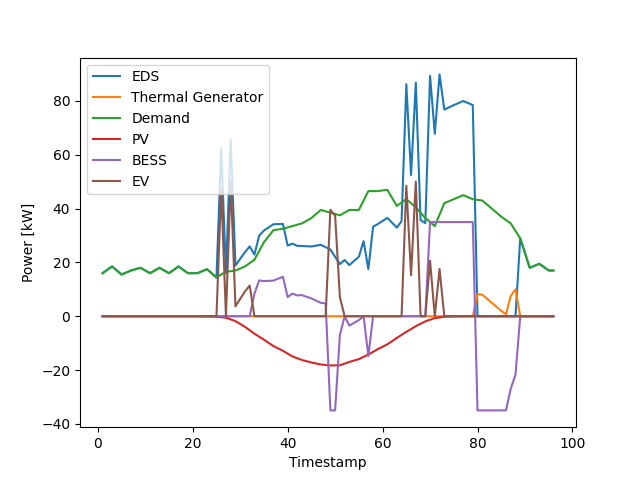 EDS
Thermal Generator
Demand
PV
BESS
EV
Power [kW]
80
60
40
20
0
−20
−40
0 20 40 60 80 100
Timestamp